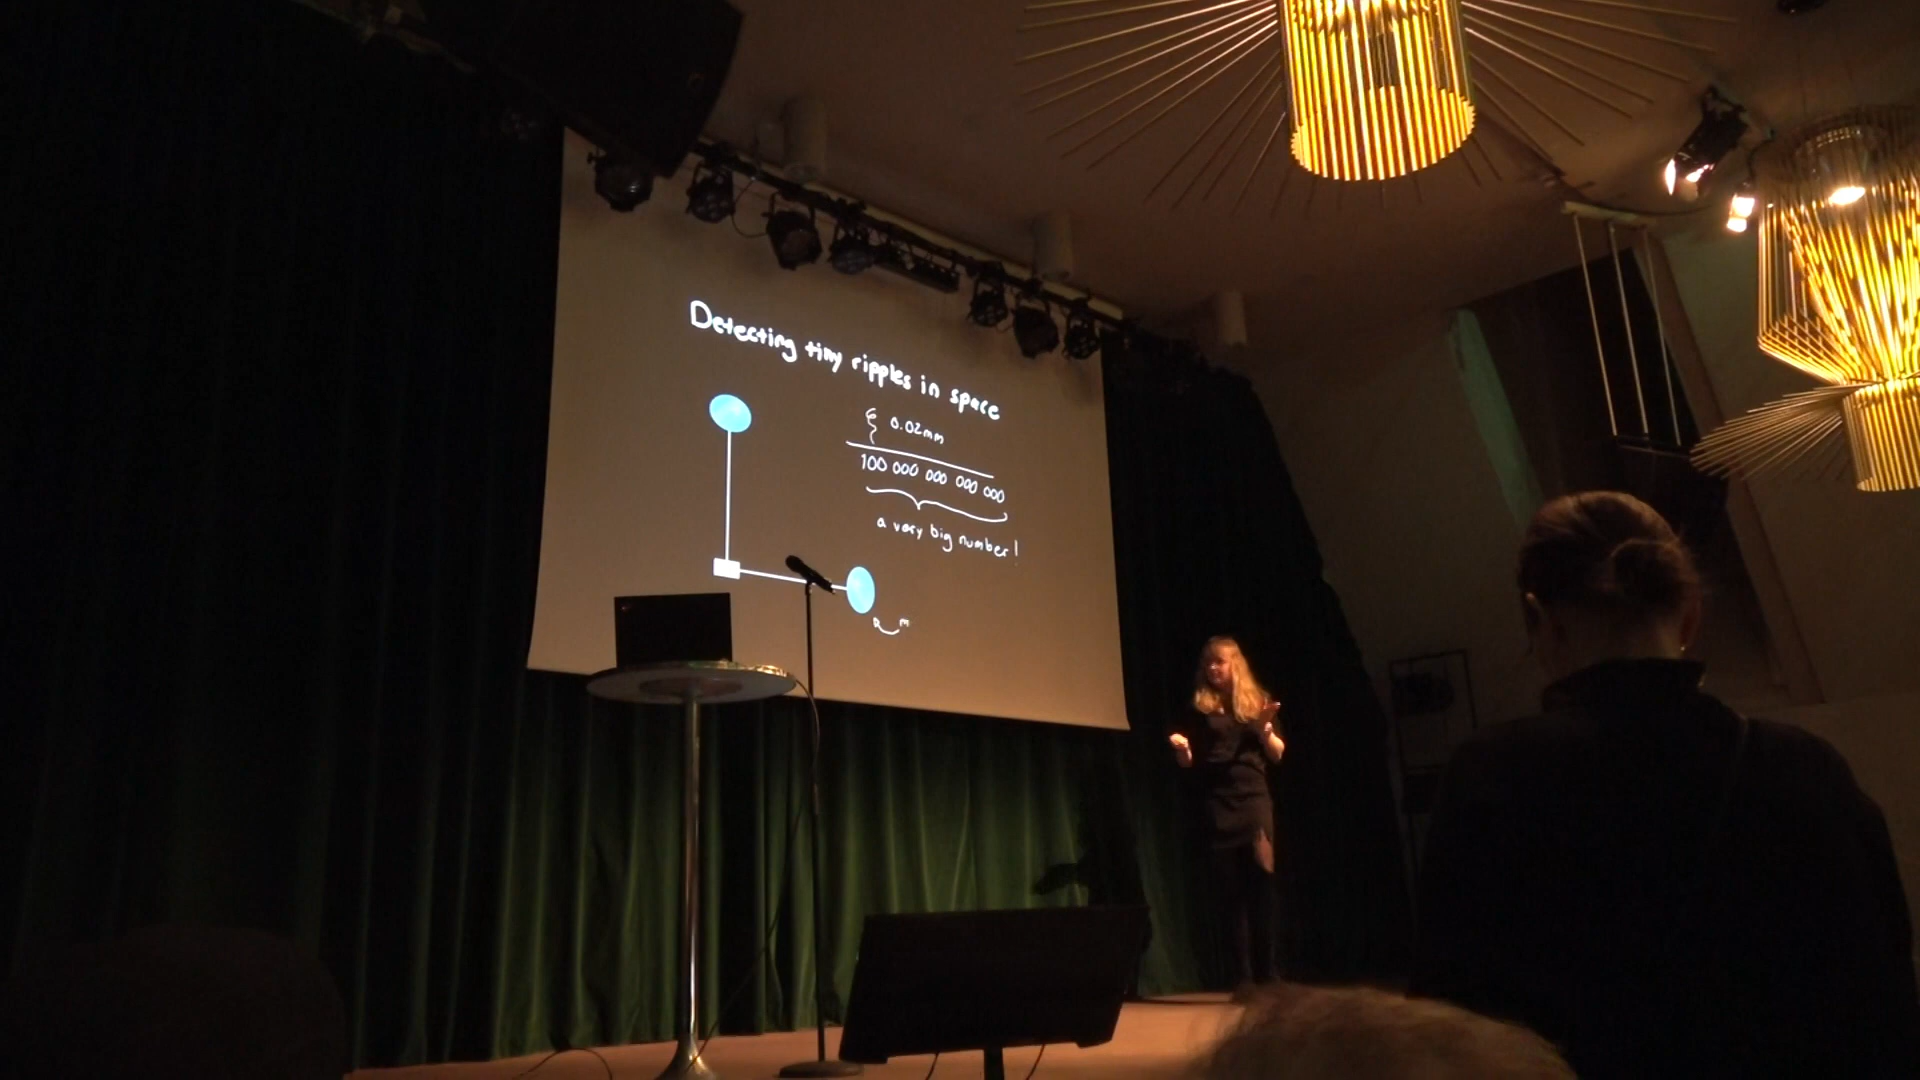 Detecting tiny ripples in space
0.02mm
100 000 000 000 000
a very big number!